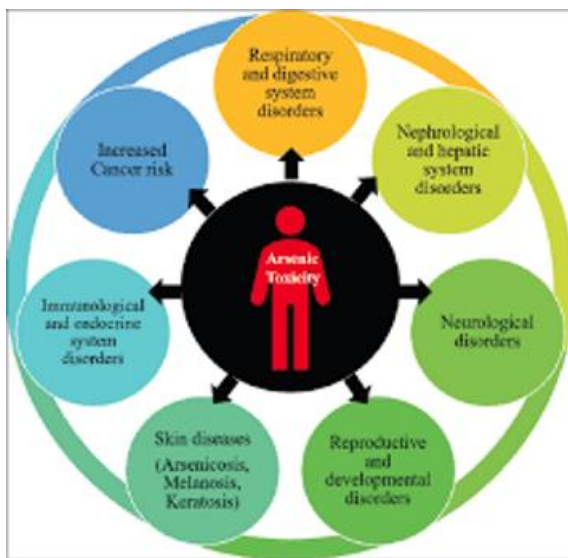 Respiratory
and digestive
system
disorders
Nephrological
and hepatic
system
disorders
Neurological
disorders
Reproductive
and
developmental
disorders
Skin diseases
(Arsenicosis,
Melanosis,
Keratosis)
Immunological
and endocrine
system
disorders
Increased
Cancer risk
Arsenic
Toxicity